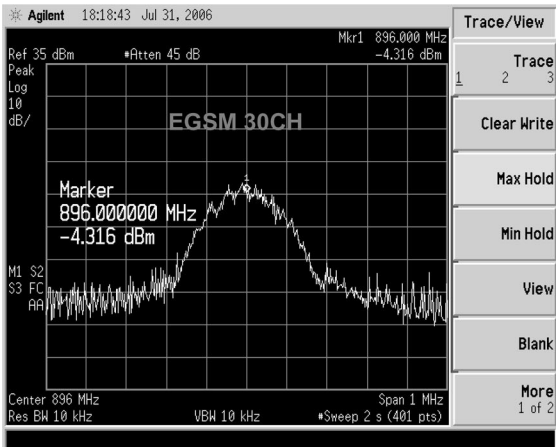 Agilent 18:18:43 Jul 31, 2006
Trace/View
Mkr1 896.000 MHz
Ref 35 dBm #Atten 45 dB -4.316 dBm
Peak
Log
10
dB/
EGSM 30CH
1
Marker
896.000000 MHz
-4.316 dBm
M1 S2
S3 FC
AA
Center 896 MHz Span 1 MHz
Res BW 10 kHz VBW 10 kHz #Sweep 2 s (401 pts)
Trace
1 2 3
Clear Write
Max Hold
Min Hold
View
Blank
More
1 of 2